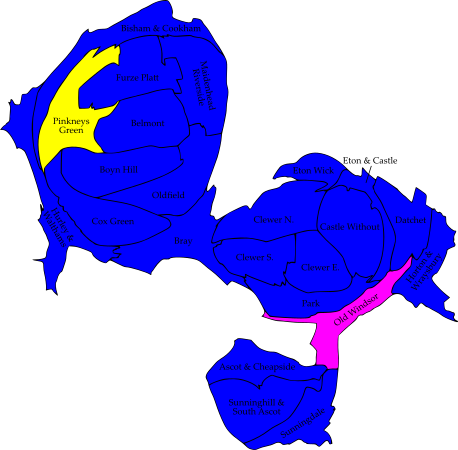 Bisham & Cookham
Furze Platt
Maidenhead
Riverside
Pinkneys
Green
Belmont
Boyn Hill
Oldfield
Cox Green
Hurley &
Walthams
Bray
Eton & Castle
Eton Wick
Clewer N.
Castle Without
Datchet
Clewer S.
Clewer E.
Horton &
Wraysbury
Park
Old Windsor
Ascot & Cheapside
Sunninghill &
South Ascot
Sunningdale